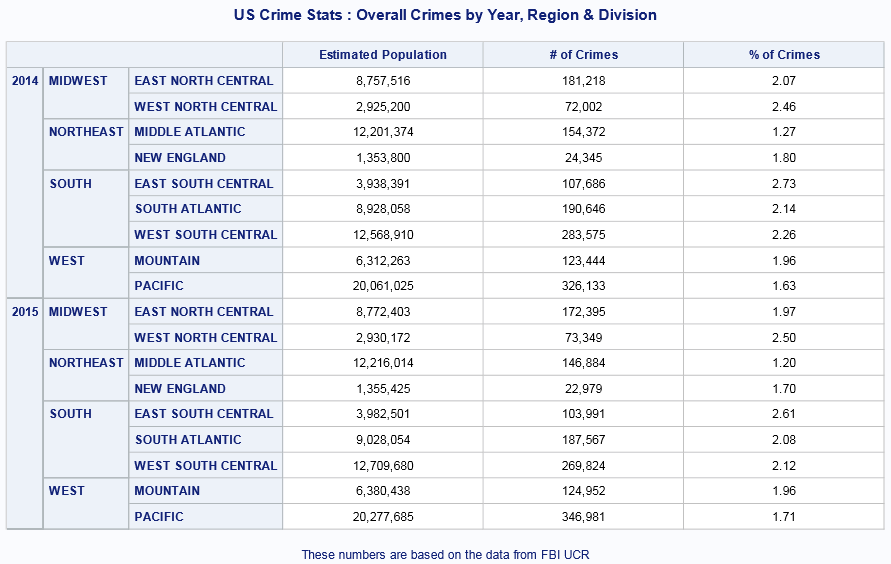 US Crime Stats : Overall Crimes by Year, Region & Division
Estimated Population # of Crimes % of Crimes
2014 MIDWEST EAST NORTH CENTRAL 8,757,516 181,218 2.07
WEST NORTH CENTRAL 2,925,200 72,002 2.46
NORTHEAST MIDDLE ATLANTIC 12,201,374 154,372 1.27
NEW ENGLAND 1,353,800 24,345 1.80
SOUTH EAST SOUTH CENTRAL 3,938,391 107,686 2.73
SOUTH ATLANTIC 8,928,058 190,646 2.14
WEST SOUTH CENTRAL 12,568,910 283,575 2.26
WEST MOUNTAIN 6,312,263 123,444 1.96
PACIFIC 20,061,025 326,133 1.63
2015 MIDWEST EAST NORTH CENTRAL 8,772,403 172,395 1.97
WEST NORTH CENTRAL 2,930,172 73,349 2.50
NORTHEAST MIDDLE ATLANTIC 12,216,014 146,884 1.20
NEW ENGLAND 1,355,425 22,979 1.70
SOUTH EAST SOUTH CENTRAL 3,982,501 103,991 2.61
SOUTH ATLANTIC 9,028,054 187,567 2.08
WEST SOUTH CENTRAL 12,709,680 269,824 2.12
WEST MOUNTAIN 6,380,438 124,952 1.96
PACIFIC 20,277,685 346,981 1.71
These numbers are based on the data from FBI UCR